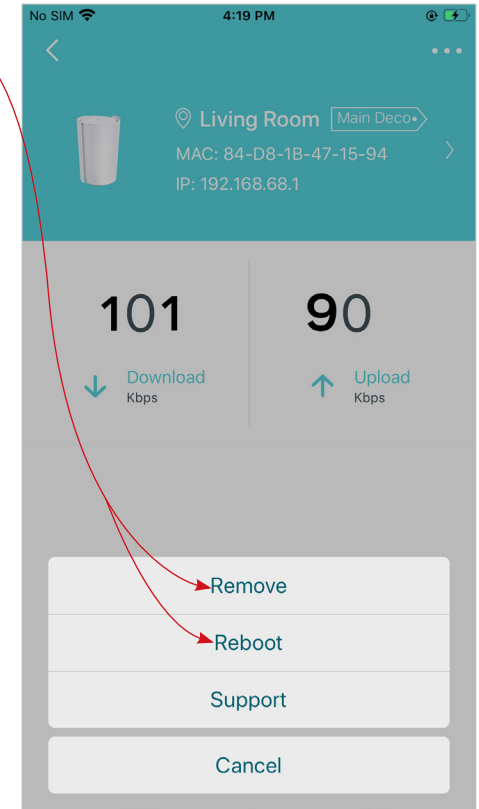 No SIM 4:19 PM
Living Room Main Deco
MAC: 84-D8-1B-47-15-94
IP: 192.168.68.1
101 90
Download Upload
Kbps Kbps
Remove
Reboot
Support
Cancel